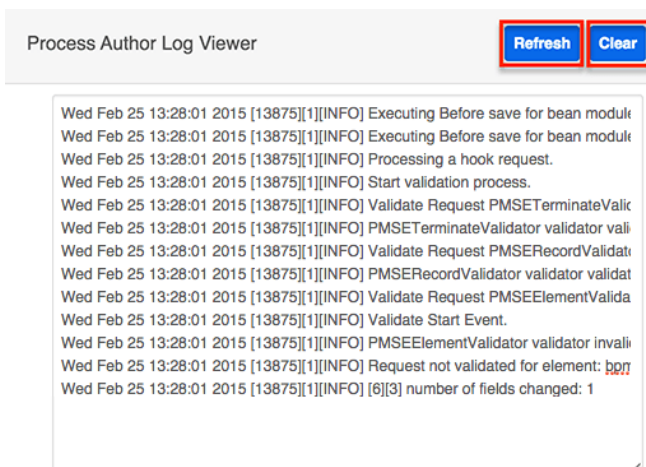 Process Author Log Viewer
Refresh
Clear
Wed Feb 25 13:28:01 2015 [13875][1][INFO] Executing Before save for bean module
Wed Feb 25 13:28:01 2015 [13875][1][INFO] Executing Before save for bean module
Wed Feb 25 13:28:01 2015 [13875][1][INFO] Processing a hook request.
Wed Feb 25 13:28:01 2015 [13875][1][INFO] Start validation process.
Wed Feb 25 13:28:01 2015 [13875][1][INFO] Validate Request PMSETerminateValid
Wed Feb 25 13:28:01 2015 [13875][1][INFO] PMSETerminateValidator validator vali
Wed Feb 25 13:28:01 2015 [13875][1][INFO] Validate Request PMSERecordValidat
Wed Feb 25 13:28:01 2015 [13875][1][INFO] PMSERecordValidator validator validat
Wed Feb 25 13:28:01 2015 [13875][1][INFO] Validate Request PMSEElementValida
Wed Feb 25 13:28:01 2015 [13875][1][INFO] Validate Start Event.
Wed Feb 25 13:28:01 2015 [13875][1][INFO] PMSEElementValidator validator invali
Wed Feb 25 13:28:01 2015 [13875][1][INFO] Request not validated for element: bpm
Wed Feb 25 13:28:01 2015 [13875][1][INFO] [6][3] number of fields changed: 1